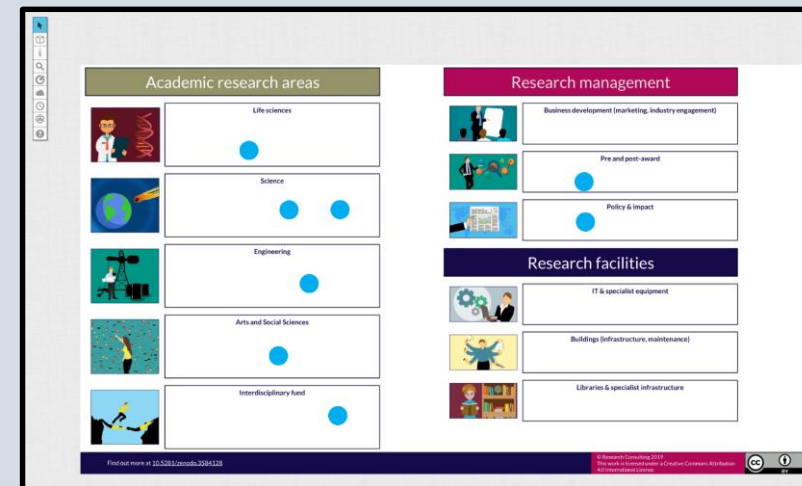 Academic research areas
Life sciences
Science
Engineering
Arts and Social Sciences
Interdisciplinary fund
Research management
Business development (marketing, industry engagement)
Pre and post-award
Policy & impact
Research facilities
IT & specialist equipment
Buildings (infrastructure, maintenance)
Libraries & specialist infrastructure
Find out more at 10.5281/zenodo.3584128
© Research Consulting 2019
This work is licensed under a Creative Commons Attribution
4.0 International License
cc
BY